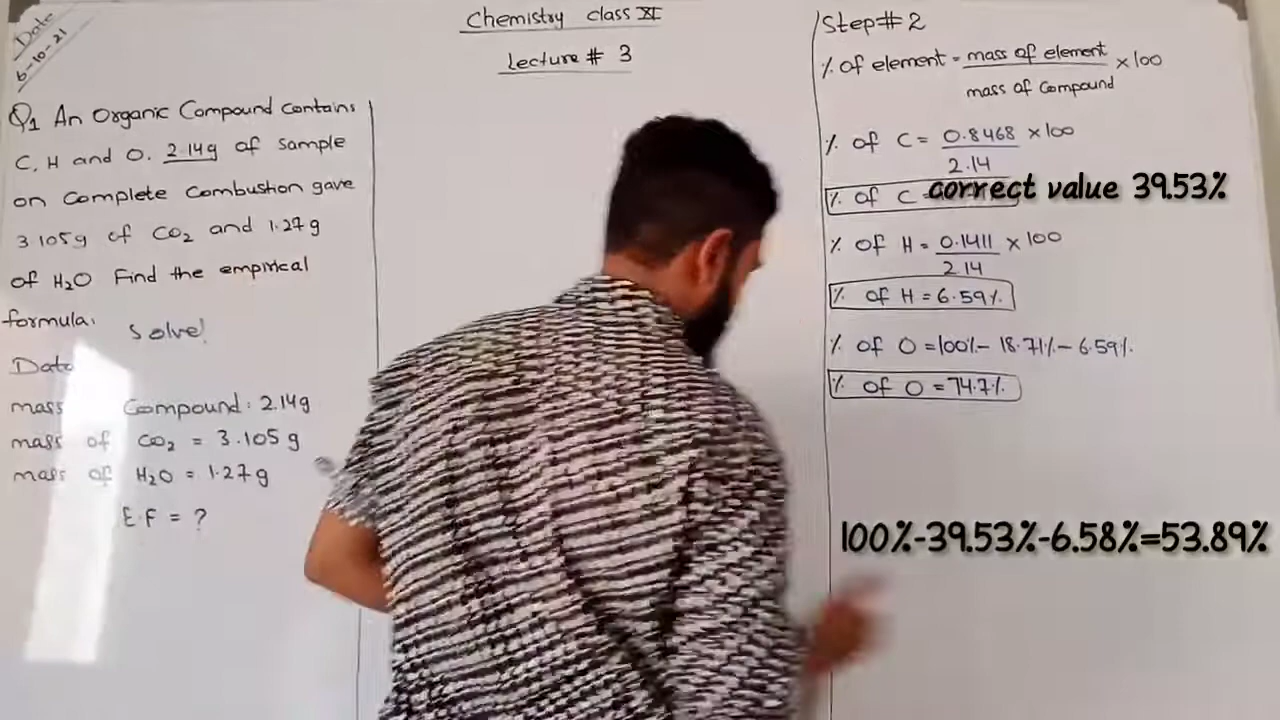 Date
6-10-21
Chemistry class XI
Lecture # 3
Q1 An Organic Compound contains
C, H and O. 2.14g of sample
on complete combustion gave
3.105g of CO2 and 1.27g
of H2O Find the empirical
formula.
Solve!
Data
mass Compound: 2.14g
mass of CO2 = 3.105 g
mass of H2O = 1.27g
E.F = ?
Step# 2
% of element = mass of element × 100
mass of Compound
% of C = 0.8468 × 100
2.14
% of C
correct value 39.53%
% of H = 0.1411 × 100
2.14
% of H = 6.59%
% of O = 100% - 18.71% - 6.59%.
% of O = 74.7%
100%-39.53%-6.58%=53.89%